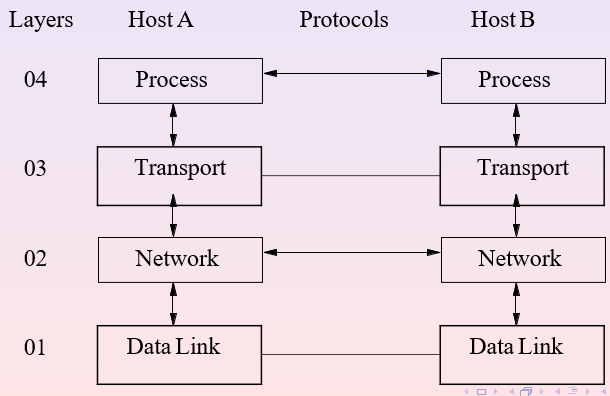 Layers Host A Protocols Host B
04 Process Process
03 Transport Transport
02 Network Network
01 Data Link Data Link